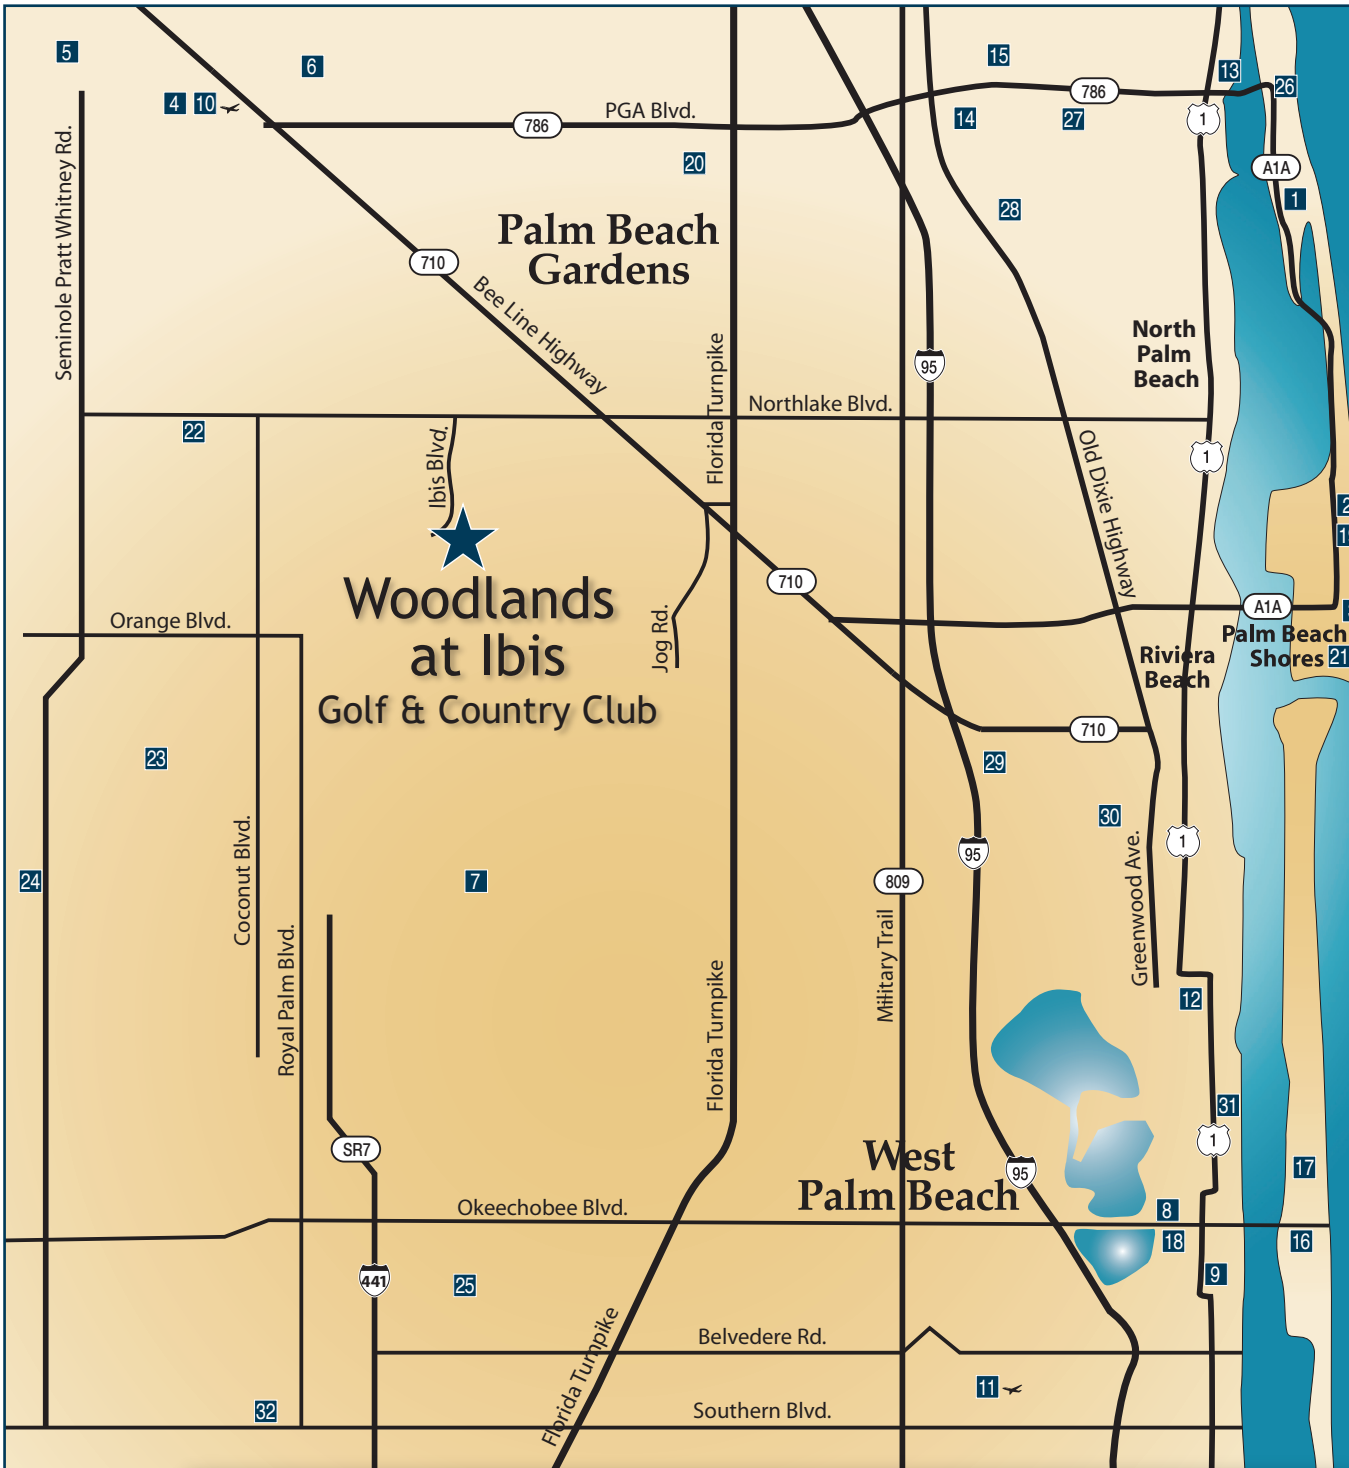 5
6
15
13
26
4
10
786
PGA Blvd.
786
14
27
1
20
A1A
1
28
Seminole Pratt Whitney Rd.
Palm Beach
Gardens
710
Bee Line Highway
North
Palm
Beach
95
Florida Turnpike
Northlake Blvd.
22
Ibis Blvd.
Old Dixie Highway
1
2
19
Woodlands
at Ibis
Golf & Country Club
710
A1A
Orange Blvd.
Jog Rd.
Palm Beach
Shores
21
Riviera
Beach
710
23
29
30
1
95
24
7
809
Coconut Blvd.
Greenwood Ave.
Military Trail
Royal Palm Blvd.
Florida Turnpike
12
31
SR7
1
West
Palm Beach
95
17
Okeechobee Blvd.
8
18
16
441
25
9
Belvedere Rd.
Florida Turnpike
11
32
Southern Blvd.